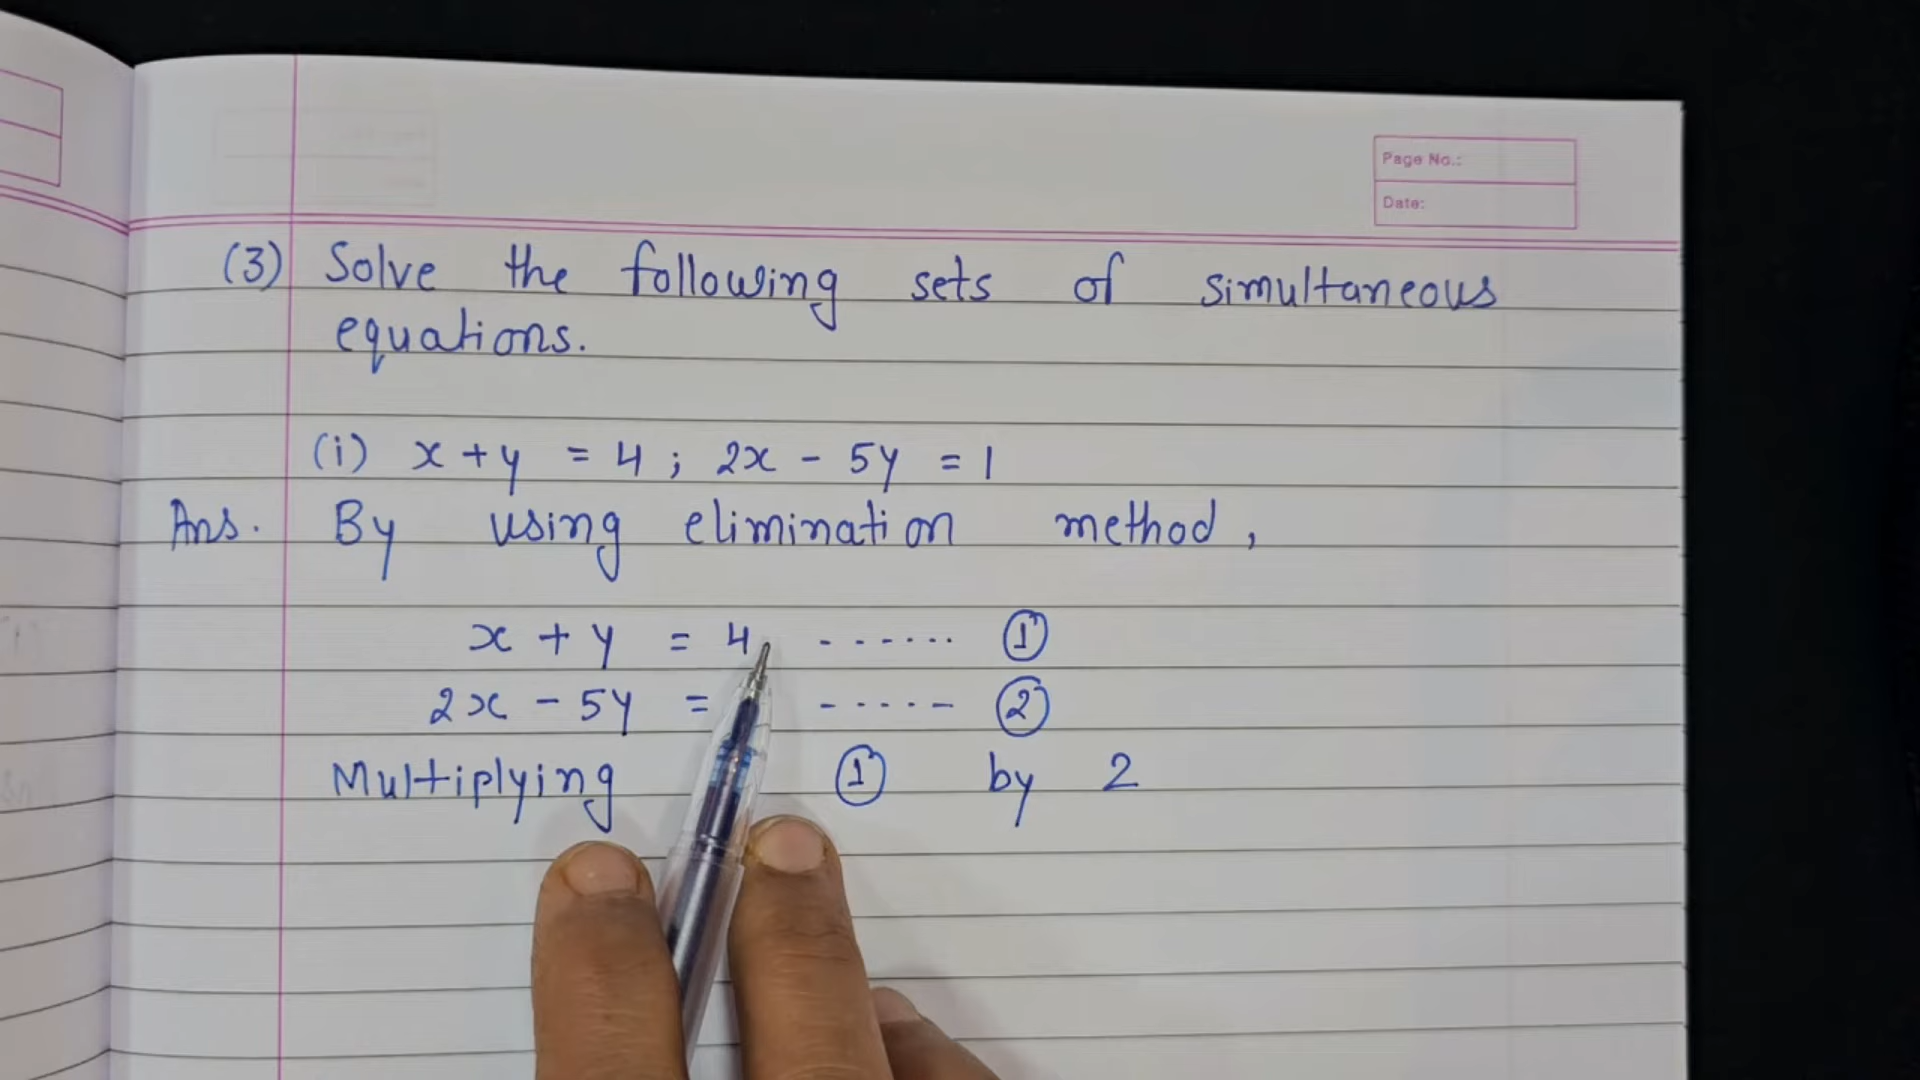 Page No.:
Date:
(3) Solve the following sets of simultaneous
equations.
(i) x + y = 4 ; 2x - 5y = 1
Ans. By using elimination method,
x + y = 4 ...... ①
2x - 5y = ...... ②
Multiplying ① by 2